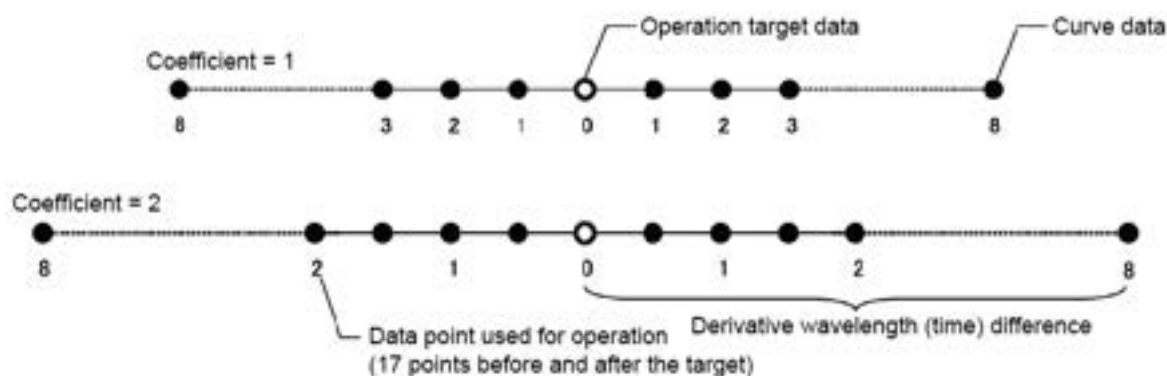 Operation target data
Curve data
Coefficient = 1
8 3 2 1 0 1 2 3 8
Coefficient = 2
8 2 1 0 1 2 8
Derivative wavelength (time) difference
Data point used for operation
(17 points before and after the target)